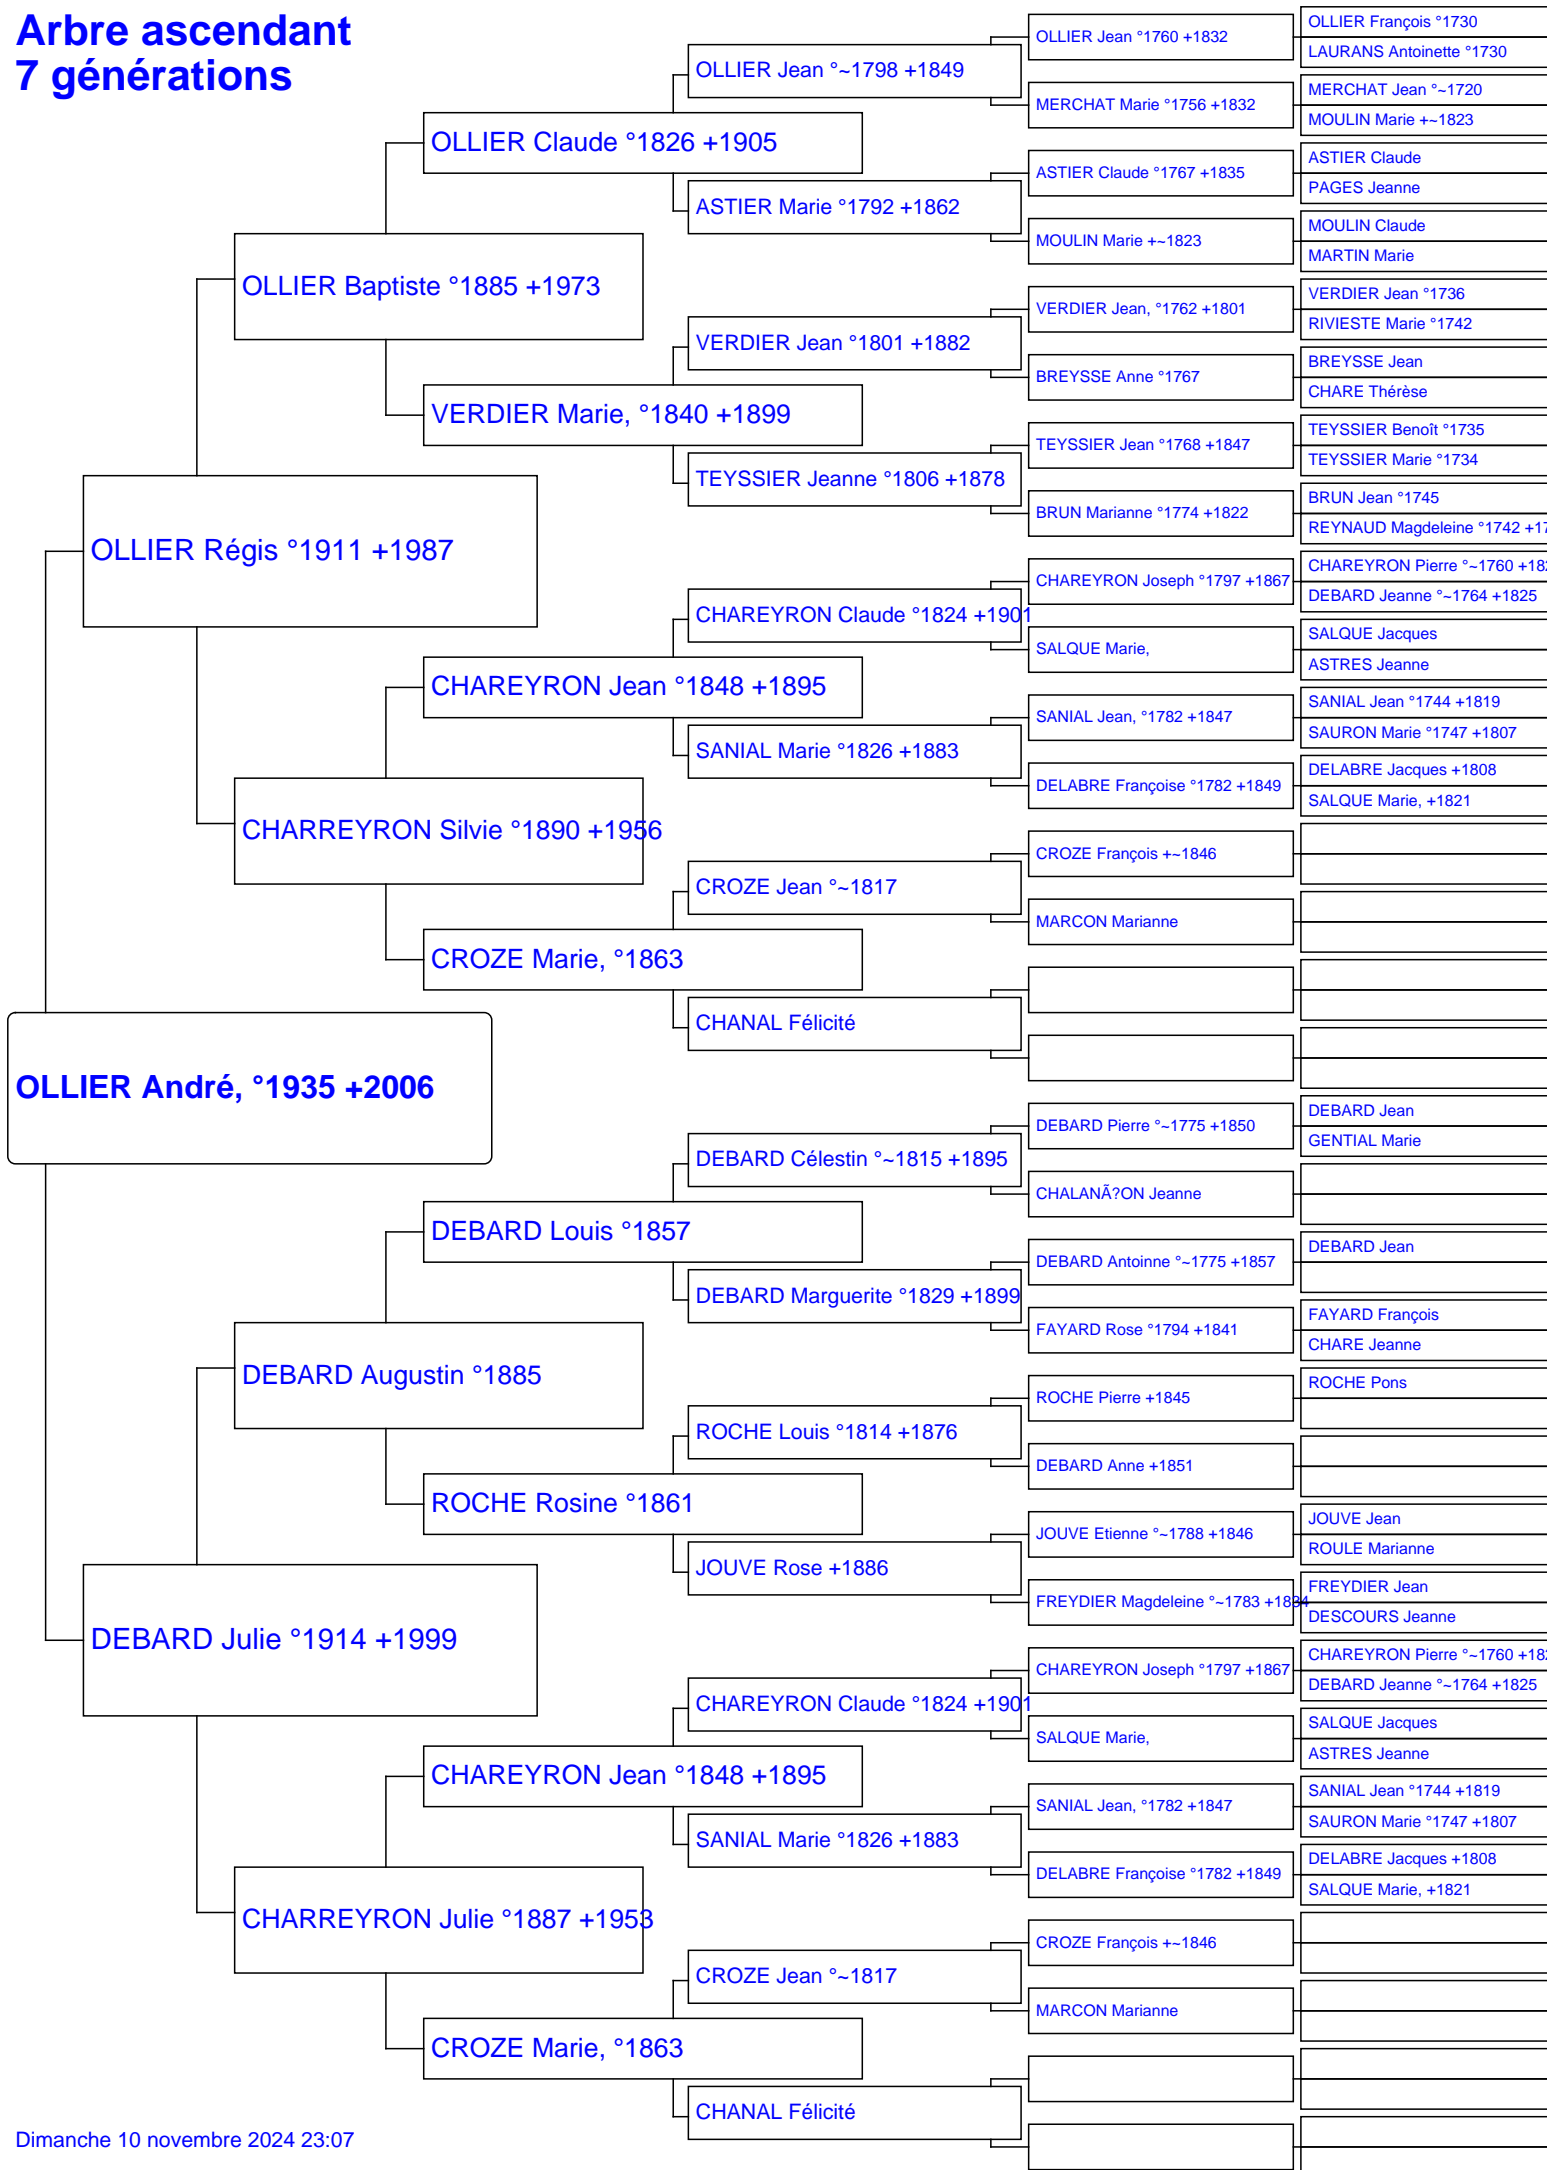 Arbre ascendant
7 générations
OLLIER André, °1935 +2006
OLLIER Régis °1911 +1987
DEBARD Julie °1914 +1999
OLLIER Baptiste °1885 +1973
CHARREYRON Silvie °1890 +1956
DEBARD Augustin °1885
CHARREYRON Julie °1887 +1953
OLLIER Claude °1826 +1905
VERDIER Marie, °1840 +1899
CHAREYRON Jean °1848 +1895
CROZE Marie, °1863
DEBARD Louis °1857
ROCHE Rosine °1861
CHAREYRON Jean °1848 +1895
CROZE Marie, °1863
OLLIER Jean °~1798 +1849
ASTIER Marie °1792 +1862
VERDIER Jean °1801 +1882
TEYSSIER Jeanne °1806 +1878
CHAREYRON Claude °1824 +1901
SANIAL Marie °1826 +1883
CROZE Jean °~1817
CHANAL Félicité
DEBARD Célestin °~1815 +1895
DEBARD Marguerite °1829 +1899
ROCHE Louis °1814 +1876
JOUVE Rose +1886
CHAREYRON Claude °1824 +1901
SANIAL Marie °1826 +1883
CROZE Jean °~1817
CHANAL Félicité
OLLIER Jean °1760 +1832
MERCHAT Marie °1756 +1832
ASTIER Claude °1767 +1835
MOULIN Marie +~1823
VERDIER Jean, °1762 +1801
BREYSSE Anne °1767
TEYSSIER Jean °1768 +1847
BRUN Marianne °1774 +1822
CHAREYRON Joseph °1797 +1867
SALQUE Marie,
SANIAL Jean, °1782 +1847
DELABRE Françoise °1782 +1849
CROZE François +~1846
MARCON Marianne
DEBARD Pierre °~1775 +1850
CHALANÃ?ON Jeanne
DEBARD Antoinne °~1775 +1857
FAYARD Rose °1794 +1841
ROCHE Pierre +1845
DEBARD Anne +1851
JOUVE Etienne °~1788 +1846
FREYDIER Magdeleine °~1783 +1834
CHAREYRON Joseph °1797 +1867
SALQUE Marie,
SANIAL Jean, °1782 +1847
DELABRE Françoise °1782 +1849
CROZE François +~1846
MARCON Marianne
OLLIER François °1730
LAURANS Antoinette °1730
MERCHAT Jean °~1720
MOULIN Marie +~1823
ASTIER Claude
PAGES Jeanne
MOULIN Claude
MARTIN Marie
VERDIER Jean °1736
RIVIESTE Marie °1742
BREYSSE Jean
CHARE Thérèse
TEYSSIER Benoît °1735
TEYSSIER Marie °1734
BRUN Jean °1745
REYNAUD Magdeleine °1742
CHAREYRON Pierre °~1760
DEBARD Jeanne °~1764 +1825
SALQUE Jacques
ASTRES Jeanne
SANIAL Jean °1744 +1819
SAURON Marie °1747 +1807
DELABRE Jacques +1808
SALQUE Marie, +1821
DEBARD Jean
GENTIAL Marie
DEBARD Jean
FAYARD François
CHARE Jeanne
ROCHE Pons
JOUVE Jean
ROULE Marianne
FREYDIER Jean
DESCOURS Jeanne
CHAREYRON Pierre °~1760
DEBARD Jeanne °~1764 +1825
SALQUE Jacques
ASTRES Jeanne
SANIAL Jean °1744 +1819
SAURON Marie °1747 +1807
DELABRE Jacques +1808
SALQUE Marie, +1821
Dimanche 10 novembre 2024 23:07